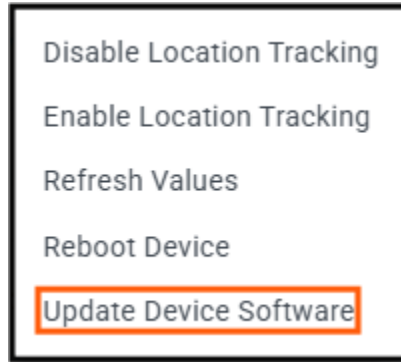 Disable Location Tracking
Enable Location Tracking
Refresh Values
Reboot Device
Update Device Software